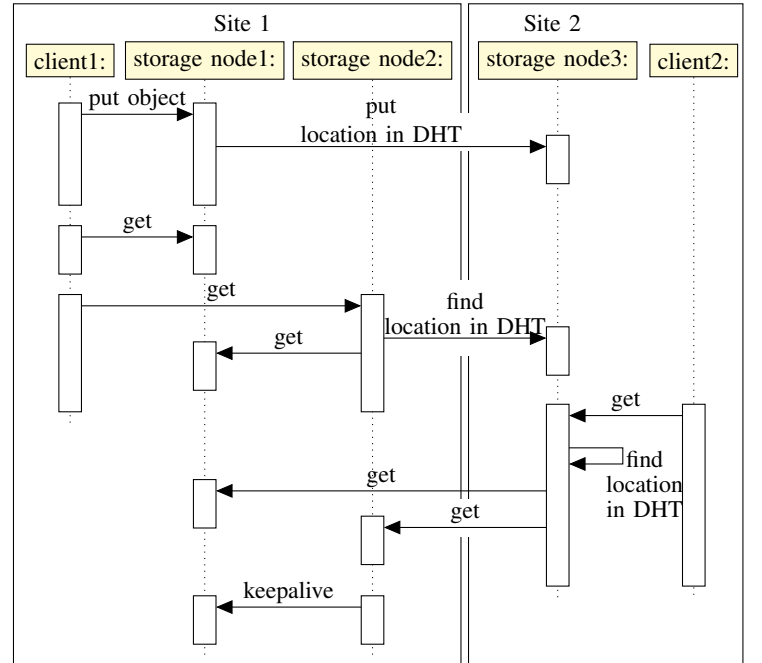 Site 1
Site 2
client1:
storage node1:
storage node2:
storage node3:
client2:
put object
put
location in DHT
get
get
find
location in DHT
get
get
find
location
in DHT
get
get
keepalive